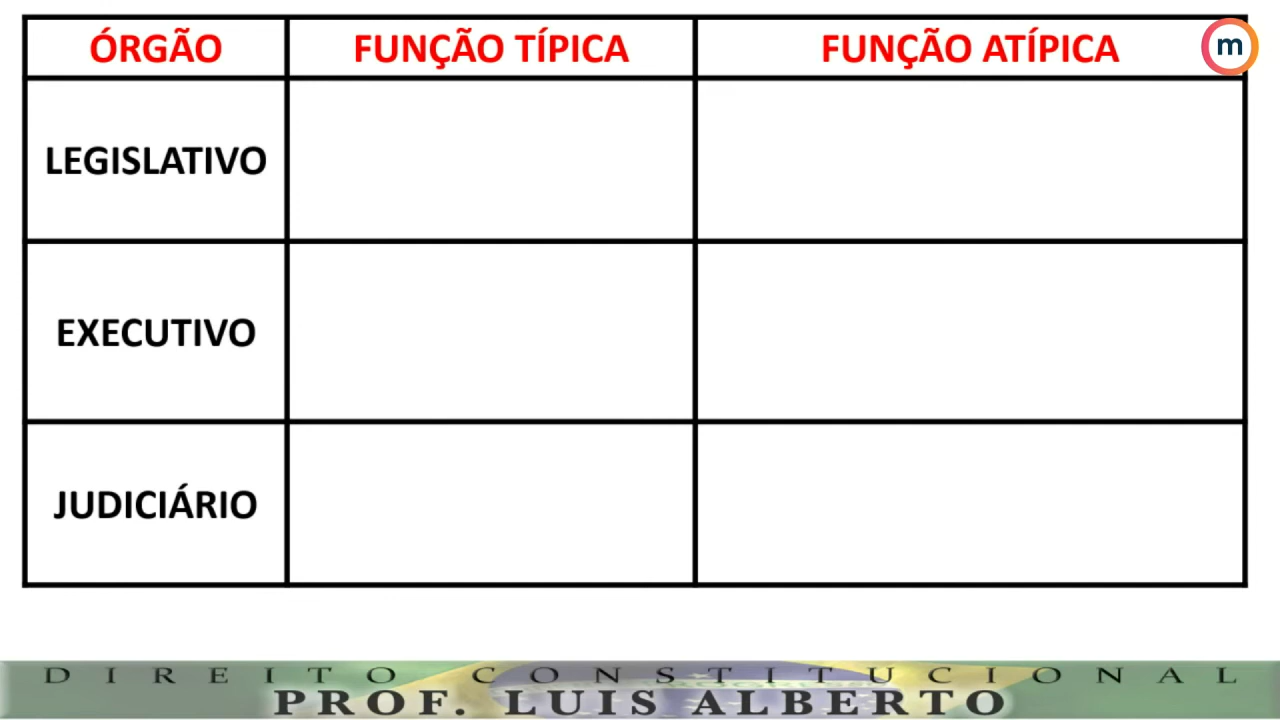 ÓRGÃO FUNÇÃO TÍPICA FUNÇÃO ATÍPICA m
LEGISLATIVO
EXECUTIVO
JUDICIÁRIO
DIREITO CONSTITUCIONAL
PROF. LUIS ALBERTO